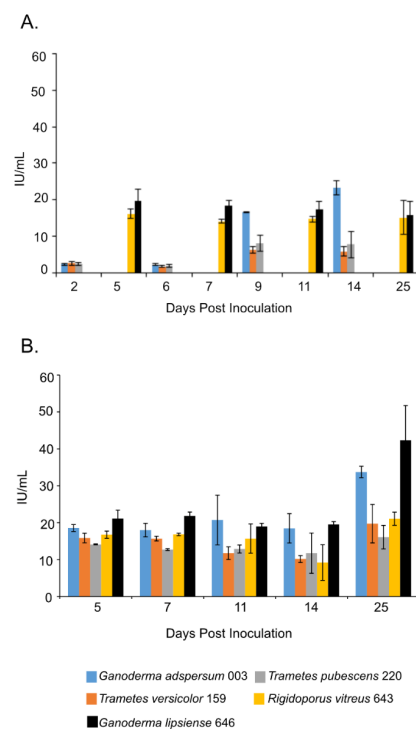 A.
60
50
40
30
20
10
0
IU/mL
2 5 6 7 9 11 14 25
Days Post Inoculation
B.
60
50
40
30
20
10
0
IU/mL
5 7 11 14 25
Days Post Inoculation
Ganoderma adspersum 003 Trametes pubescens 220
Trametes versicolor 159 Rigidoporus vitreus 643
Ganoderma lipsiense 646